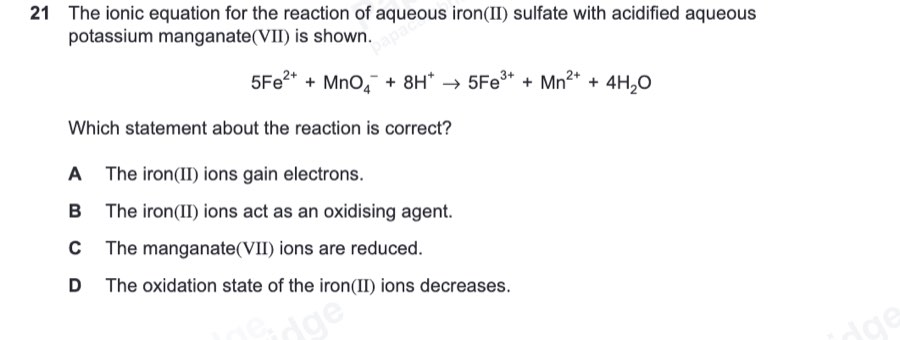 21 The ionic equation for the reaction of aqueous iron(II) sulfate with acidified aqueous
potassium manganate(VII) is shown.
5Fe²⁺ + MnO₄⁻ + 8H⁺ → 5Fe³⁺ + Mn²⁺ + 4H₂O
Which statement about the reaction is correct?
A The iron(II) ions gain electrons.
B The iron(II) ions act as an oxidising agent.
C The manganate(VII) ions are reduced.
D The oxidation state of the iron(II) ions decreases.